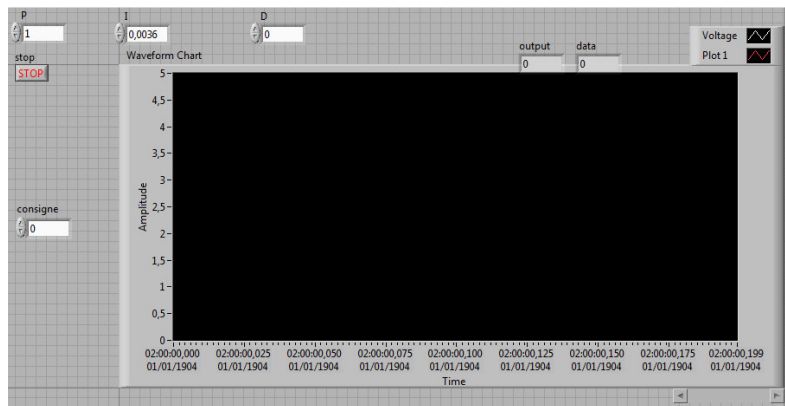 P I D
1 0,0036 0
stop
STOP
Waveform Chart
output data
0 0
Voltage
Plot 1
consigne
0
Amplitude
5
4,5
4
3,5
3
2,5
2
1,5
1
0,5
0
02:00:00,000 02:00:00,025 02:00:00,050 02:00:00,075 02:00:00,100 02:00:00,125 02:00:00,150 02:00:00,175 02:00:00,199
01/01/1904 01/01/1904 01/01/1904 01/01/1904 01/01/1904 01/01/1904 01/01/1904 01/01/1904 01/01/1904
Time